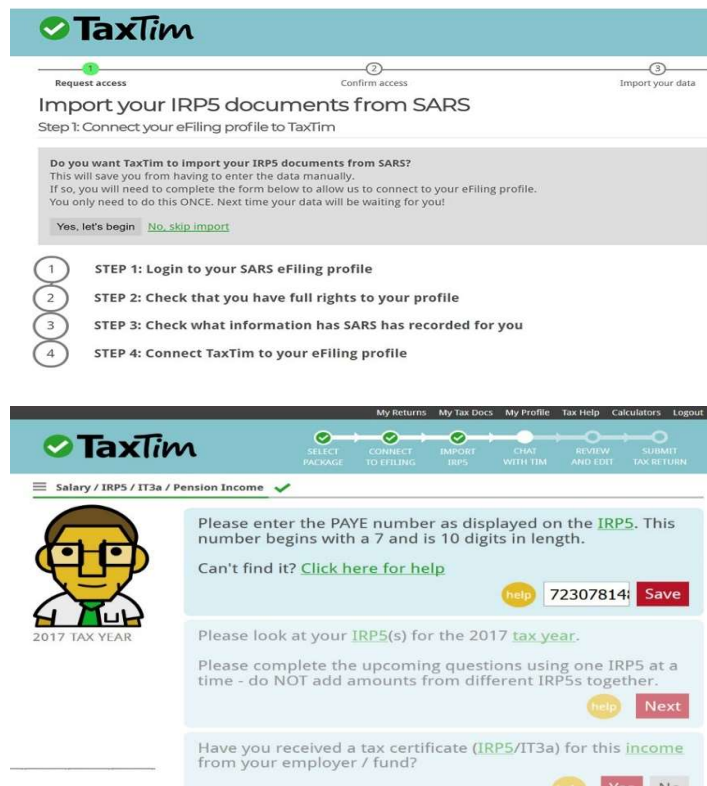 TaxTim
1
2
3
Request access
Confirm access
Import your data
Import your IRP5 documents from SARS
Step 1: Connect your eFiling profile to TaxTim
Do you want TaxTim to import your IRP5 documents from SARS?
This will save you from having to enter the data manually.
If so, you will need to complete the form below to allow us to connect to your eFiling profile.
You only need to do this ONCE. Next time your data will be waiting for you!
Yes, let's begin No, skip import
1 STEP 1: Login to your SARS eFiling profile
2 STEP 2: Check that you have full rights to your profile
3 STEP 3: Check what information has SARS has recorded for you
4 STEP 4: Connect TaxTim to your eFiling profile
My Returns My Tax Docs My Profile Tax Help Calculators Logout
TaxTim
SELECT PACKAGE
CONNECT TO EFILING
IMPORT IRP5
CHAT WITH TIM
REVIEW AND EDIT
SUBMIT TAX RETURN
Salary / IRP5 / IT3a / Pension Income
Please enter the PAYE number as displayed on the IRP5. This
number begins with a 7 and is 10 digits in length.
Can't find it? Click here for help
help 72307814 Save
2017 TAX YEAR
Please look at your IRP5(s) for the 2017 tax year.
Please complete the upcoming questions using one IRP5 at a
time - do NOT add amounts from different IRP5s together.
help Next
Have you received a tax certificate (IRP5/IT3a) for this income
from your employer / fund?